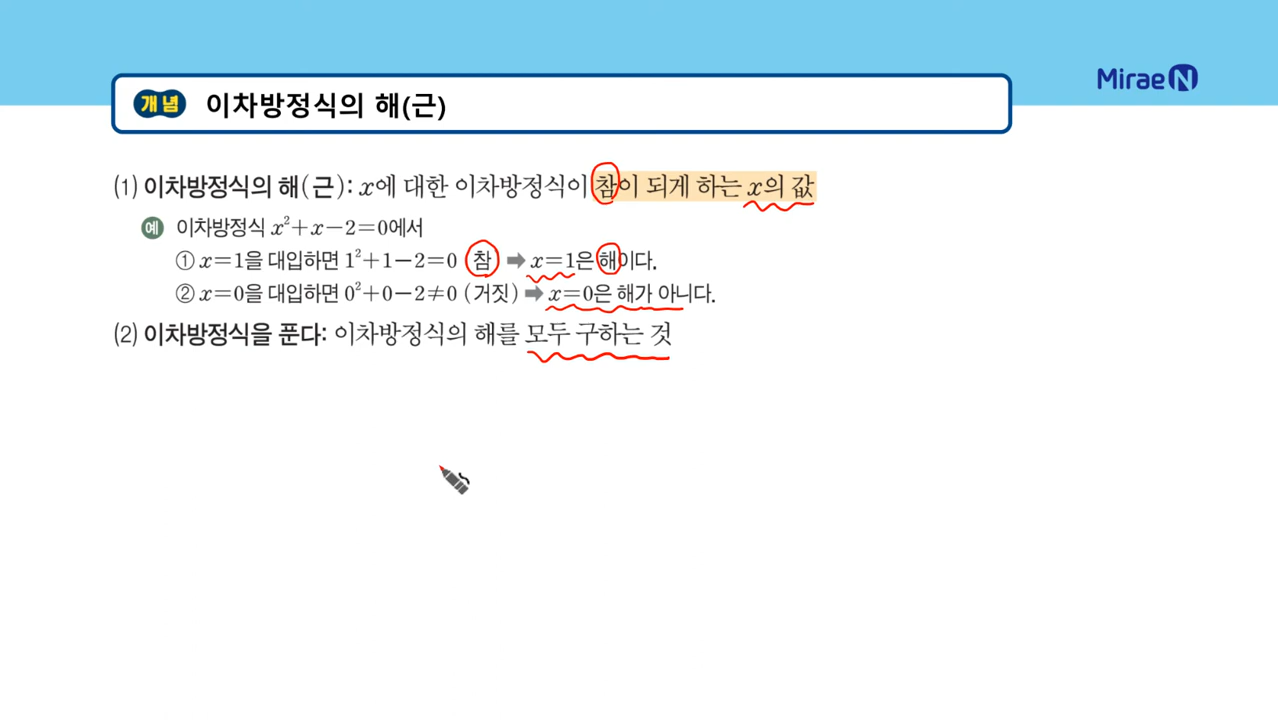 Mirae N
개념 이차방정식의 해(근)
(1) 이차방정식의 해(근): x에 대한 이차방정식이 참이 되게 하는 x의 값
예 이차방정식 x²+x-2=0에서
① x=1을 대입하면 1²+1-2=0 (참) ➡ x=1은 해이다.
② x=0을 대입하면 0²+0-2≠0 (거짓) ➡ x=0은 해가 아니다.
(2) 이차방정식을 푼다: 이차방정식의 해를 모두 구하는 것